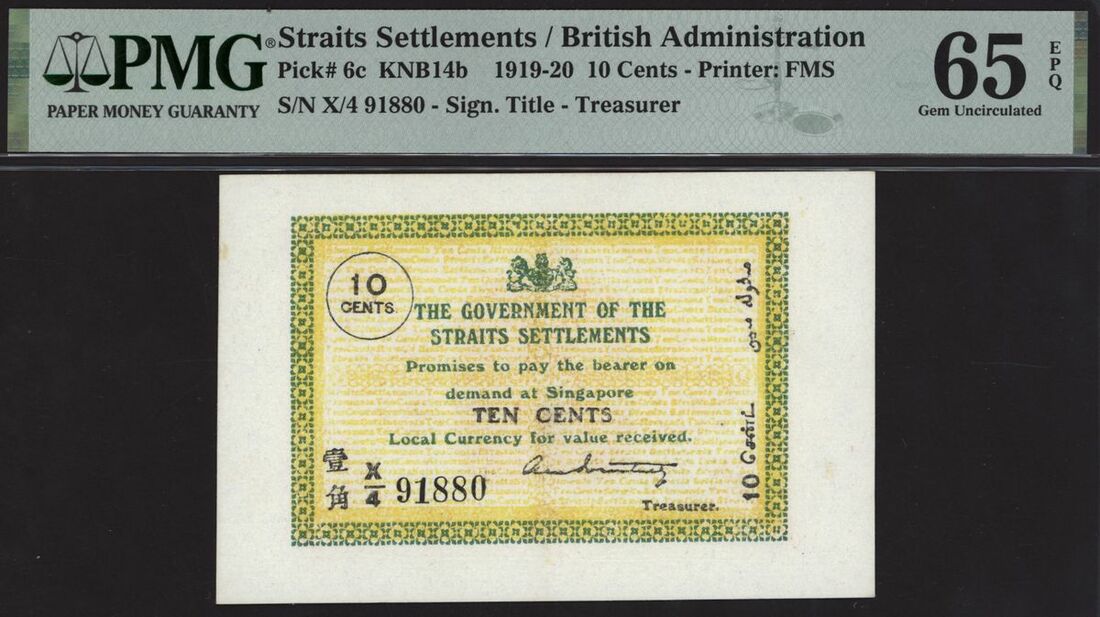 PMG®
PAPER MONEY GUARANTY
Straits Settlements / British Administration
Pick# 6c KNB14b 1919-20 10 Cents - Printer: FMS
S/N X/4 91880 - Sign. Title - Treasurer
65
EPQ
Gem Uncirculated
10
CENTS
THE GOVERNMENT OF THE
STRAITS SETTLEMENTS
Promises to pay the bearer on
demand at Singapore
TEN CENTS
Local Currency for value received.
壹角
X/4 91880
Treasurer.
10 சென்ட்